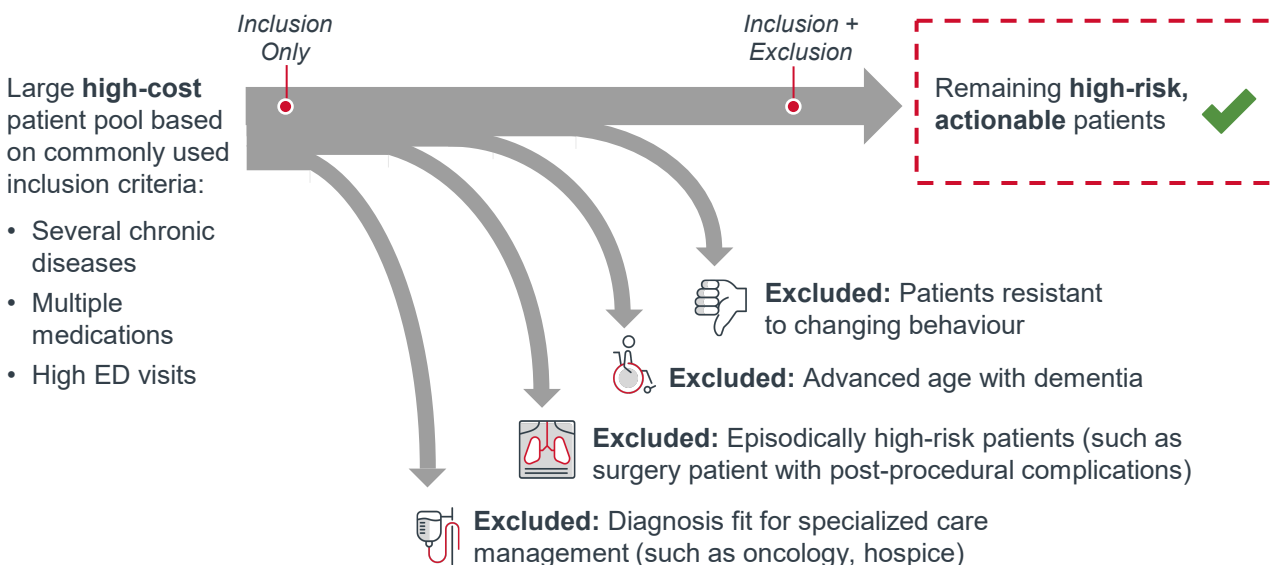 Inclusion
Only
Inclusion +
Exclusion
Large high-cost
patient pool based
on commonly used
inclusion criteria:
• Several chronic
diseases
• Multiple
medications
• High ED visits
Remaining high-risk,
actionable patients
Excluded: Patients resistant
to changing behaviour
Excluded: Advanced age with dementia
Excluded: Episodically high-risk patients (such as
surgery patient with post-procedural complications)
Excluded: Diagnosis fit for specialized care
management (such as oncology, hospice)